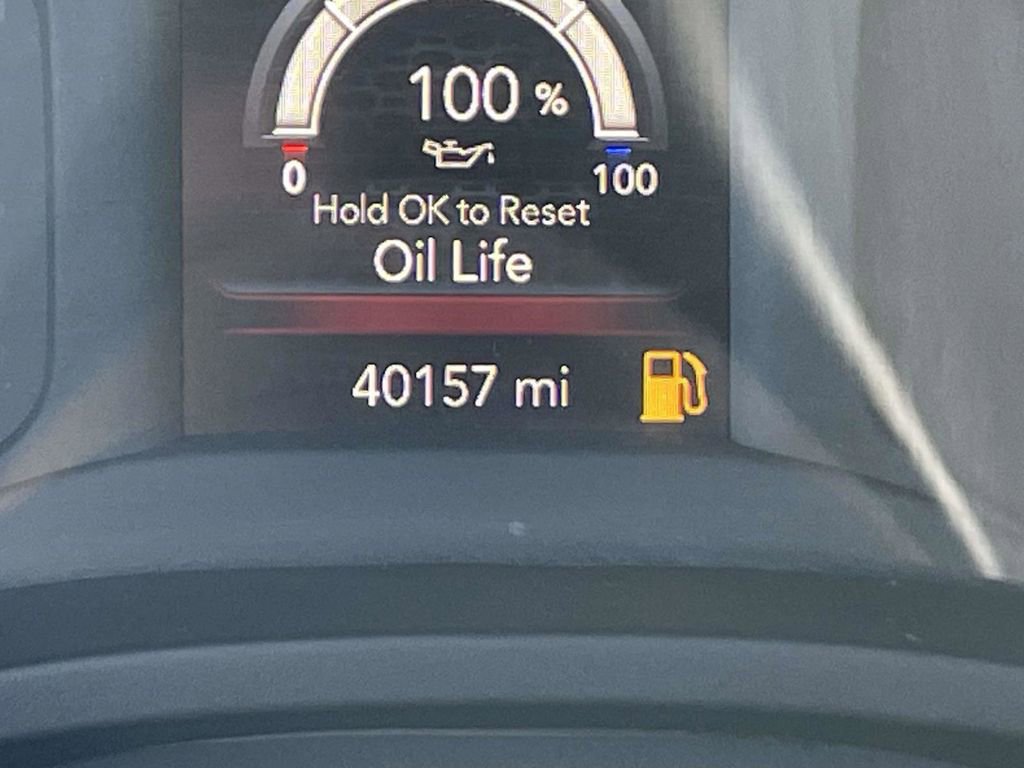 100 %
0 100
Hold OK to Reset
Oil Life
40157 mi